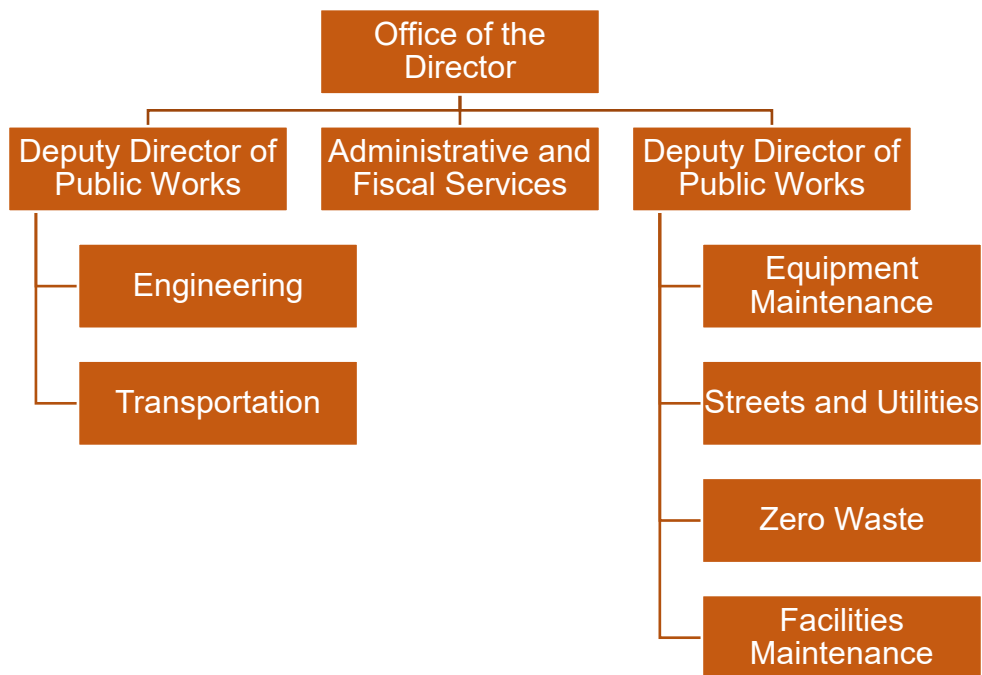 Office of the
Director
Deputy Director of
Public Works
Administrative and
Fiscal Services
Deputy Director of
Public Works
Engineering
Transportation
Equipment
Maintenance
Streets and Utilities
Zero Waste
Facilities
Maintenance